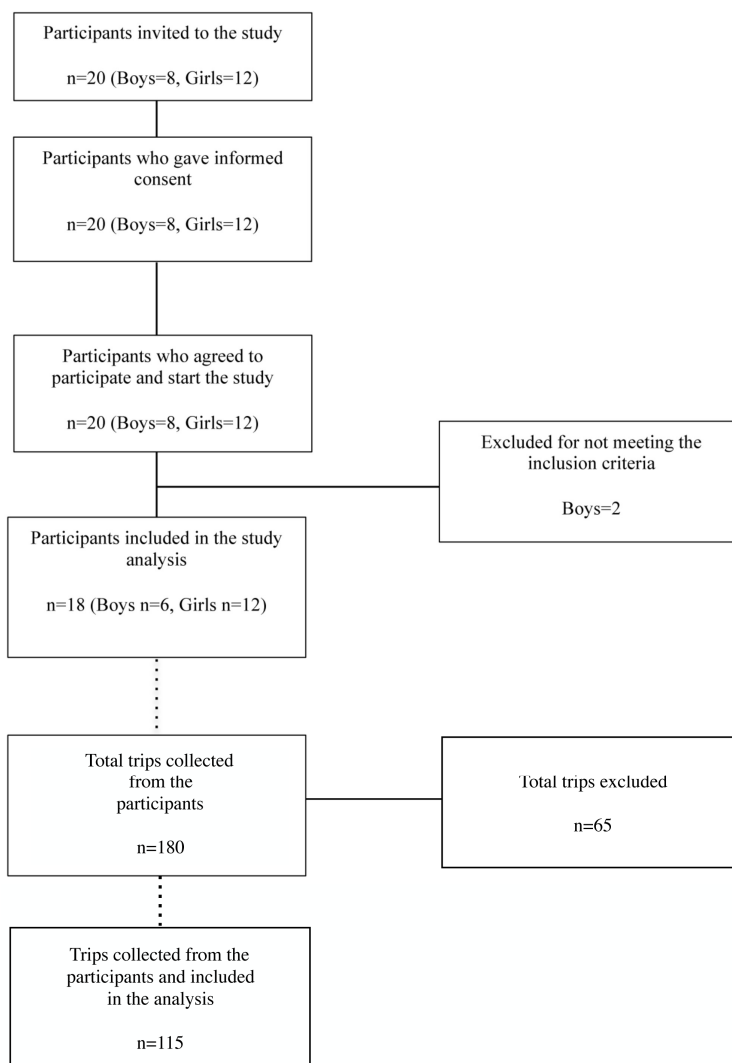 Participants invited to the study
n=20 (Boys=8, Girls=12)
Participants who gave informed
consent
n=20 (Boys=8, Girls=12)
Participants who agreed to
participate and start the study
n=20 (Boys=8, Girls=12)
Excluded for not meeting the
inclusion criteria
Boys=2
Participants included in the study
analysis
n=18 (Boys n=6, Girls n=12)
Total trips collected
from the
participants
n=180
Total trips excluded
n=65
Trips collected from the
participants and included
in the analysis
n=115